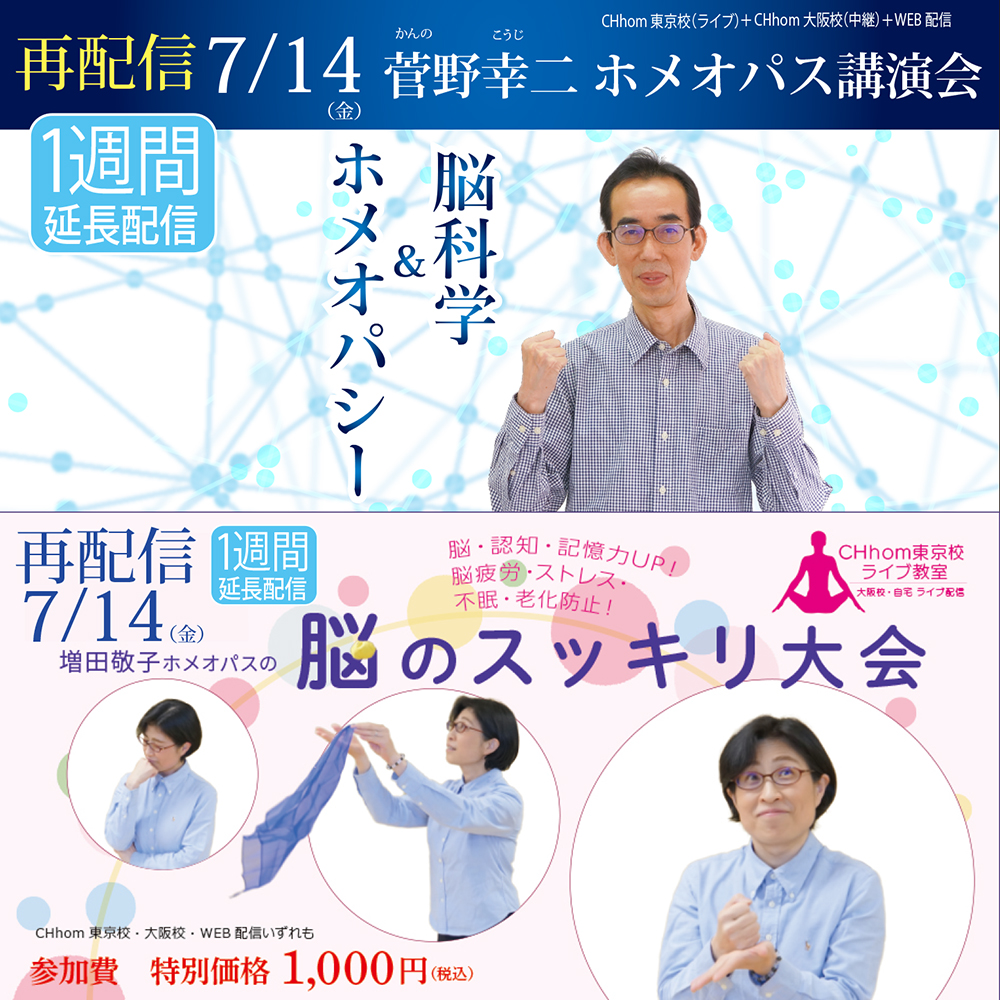 CHhom 東京校（ライブ）＋CHhom 大阪校（中継）＋WEB 配信
再配信 7/14（金）
かんの こうじ
菅野幸二 ホメオパス講演会
1週間
延長配信
脳科学
&
ホメオパシー
再配信
7/14（金）
1週間
延長配信
脳・認知・記憶力UP！
脳疲労・ストレス・
不眠・老化防止！
CHhom東京校
ライブ教室
大阪校・自宅 ライブ配信
増田敬子ホメオパスの
脳のスッキリ大会
CHhom 東京校・大阪校・WEB 配信いずれも
参加費 特別価格 1,000円（税込）